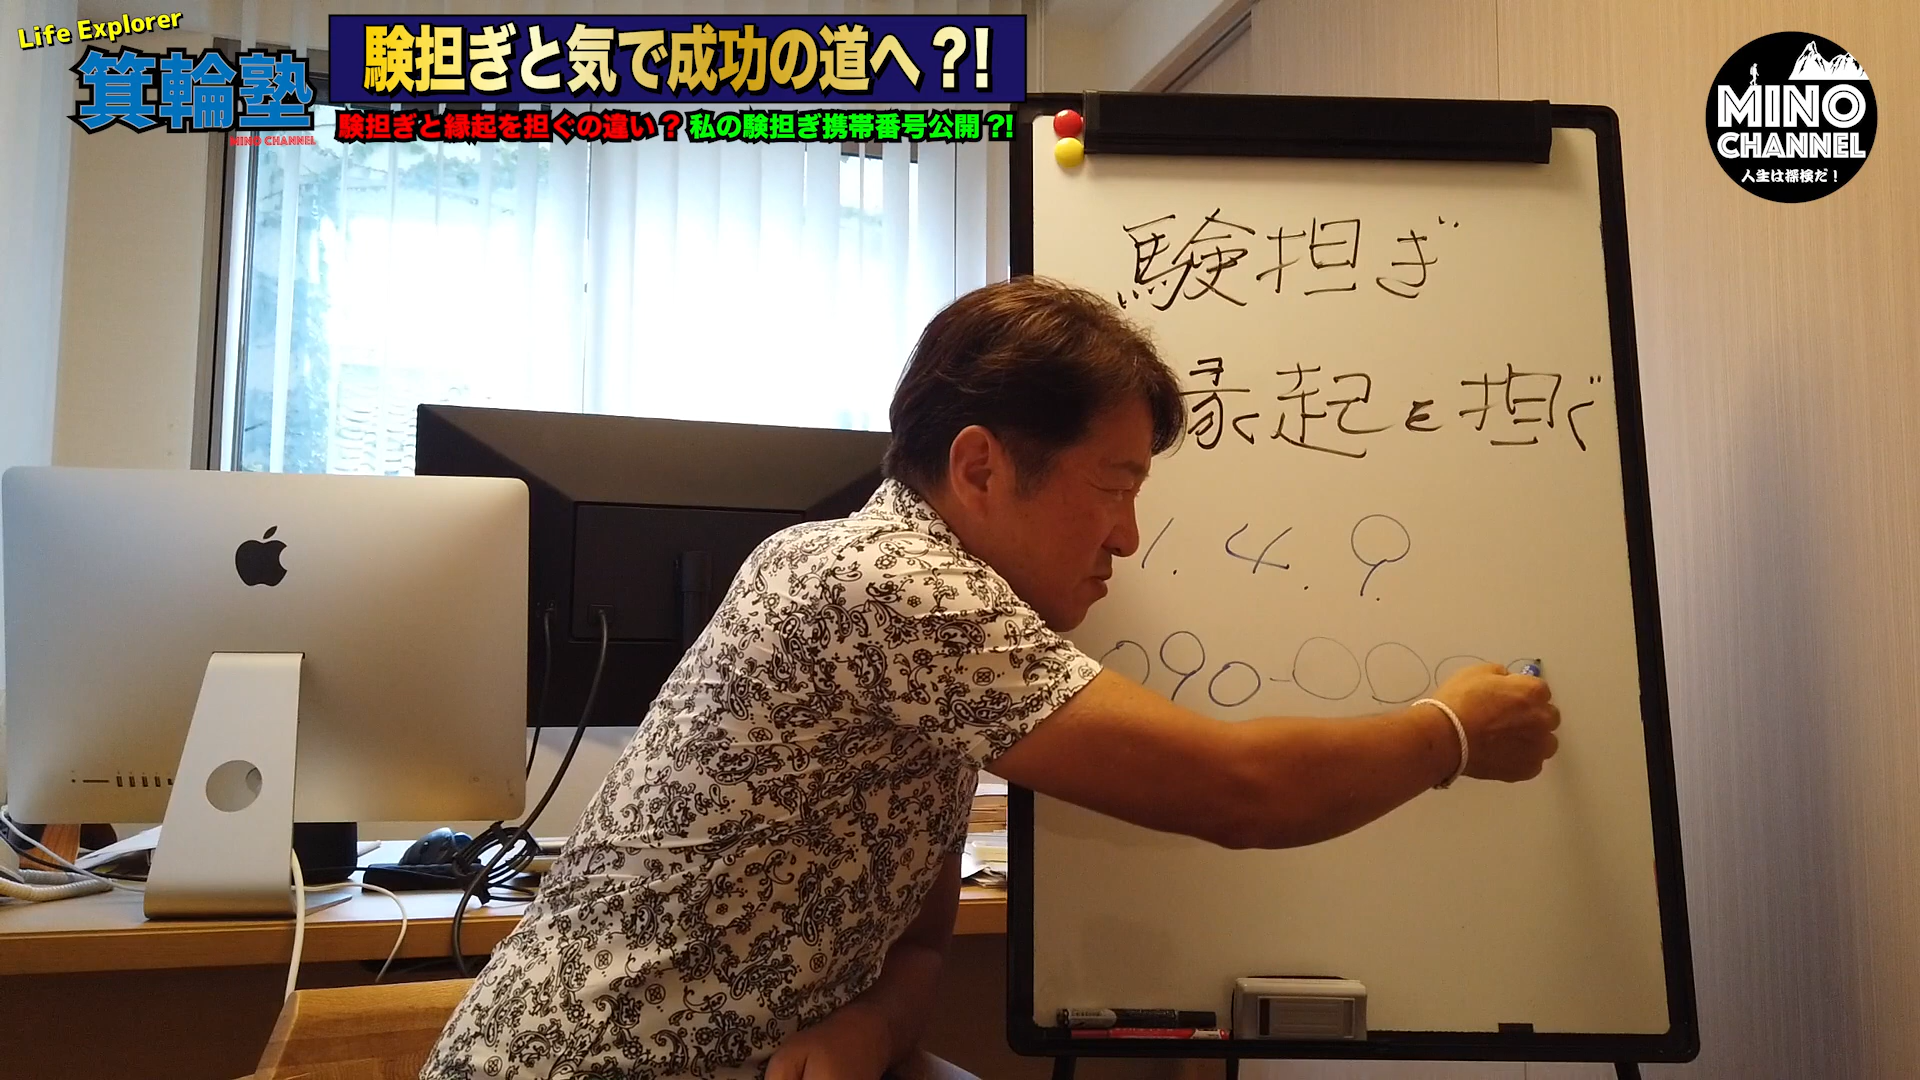 Life Explorer
箕輪塾
MINO CHANNEL
験担ぎと気で成功の道へ?!
験担ぎと縁起を担ぐの違い? 私の験担ぎ携帯番号公開?!
MINO
CHANNEL
人生は探検だ!
験担ぎ
縁起を担ぐ
1. 4. 9.
090-000